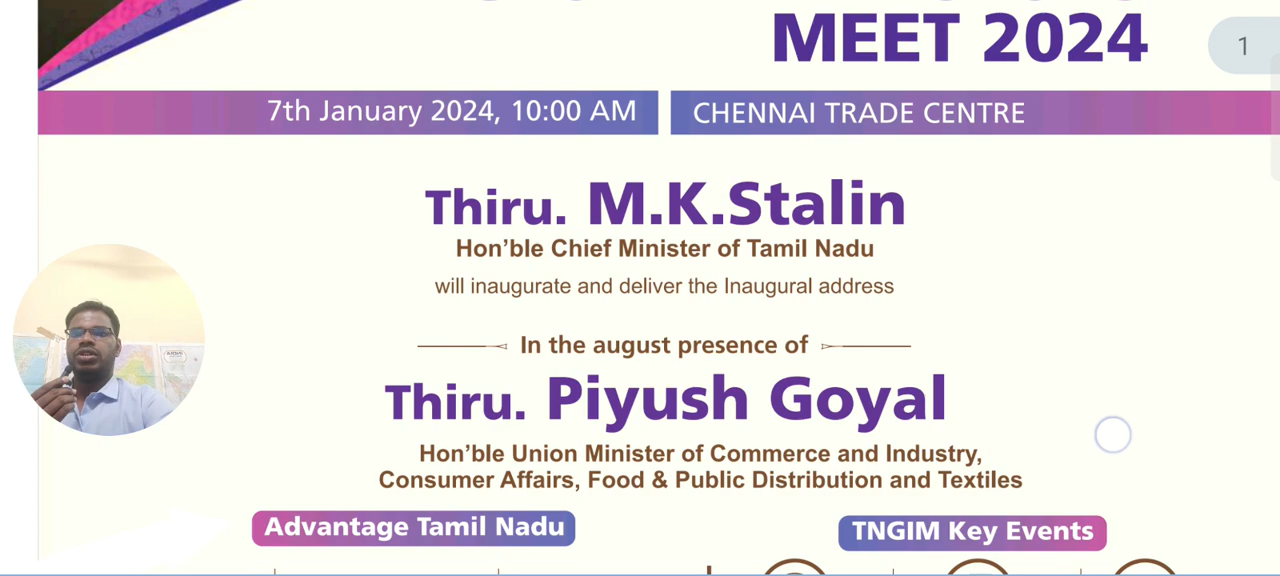 MEET 2024
1
7th January 2024, 10:00 AM
CHENNAI TRADE CENTRE
Thiru. M.K.Stalin
Hon'ble Chief Minister of Tamil Nadu
will inaugurate and deliver the Inaugural address
In the august presence of
Thiru. Piyush Goyal
Hon'ble Union Minister of Commerce and Industry,
Consumer Affairs, Food & Public Distribution and Textiles
Advantage Tamil Nadu
TNGIM Key Events